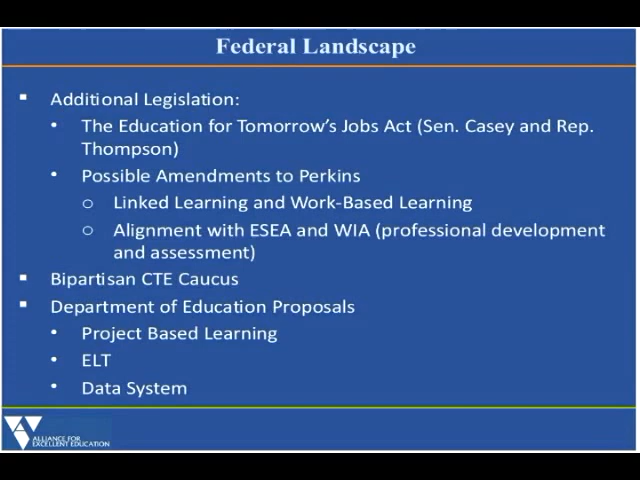 Federal Landscape
▪ Additional Legislation:
• The Education for Tomorrow's Jobs Act (Sen. Casey and Rep.
Thompson)
• Possible Amendments to Perkins
o Linked Learning and Work-Based Learning
o Alignment with ESEA and WIA (professional development
and assessment)
▪ Bipartisan CTE Caucus
▪ Department of Education Proposals
• Project Based Learning
• ELT
• Data System
ALLIANCE FOR
EXCELLENT EDUCATION